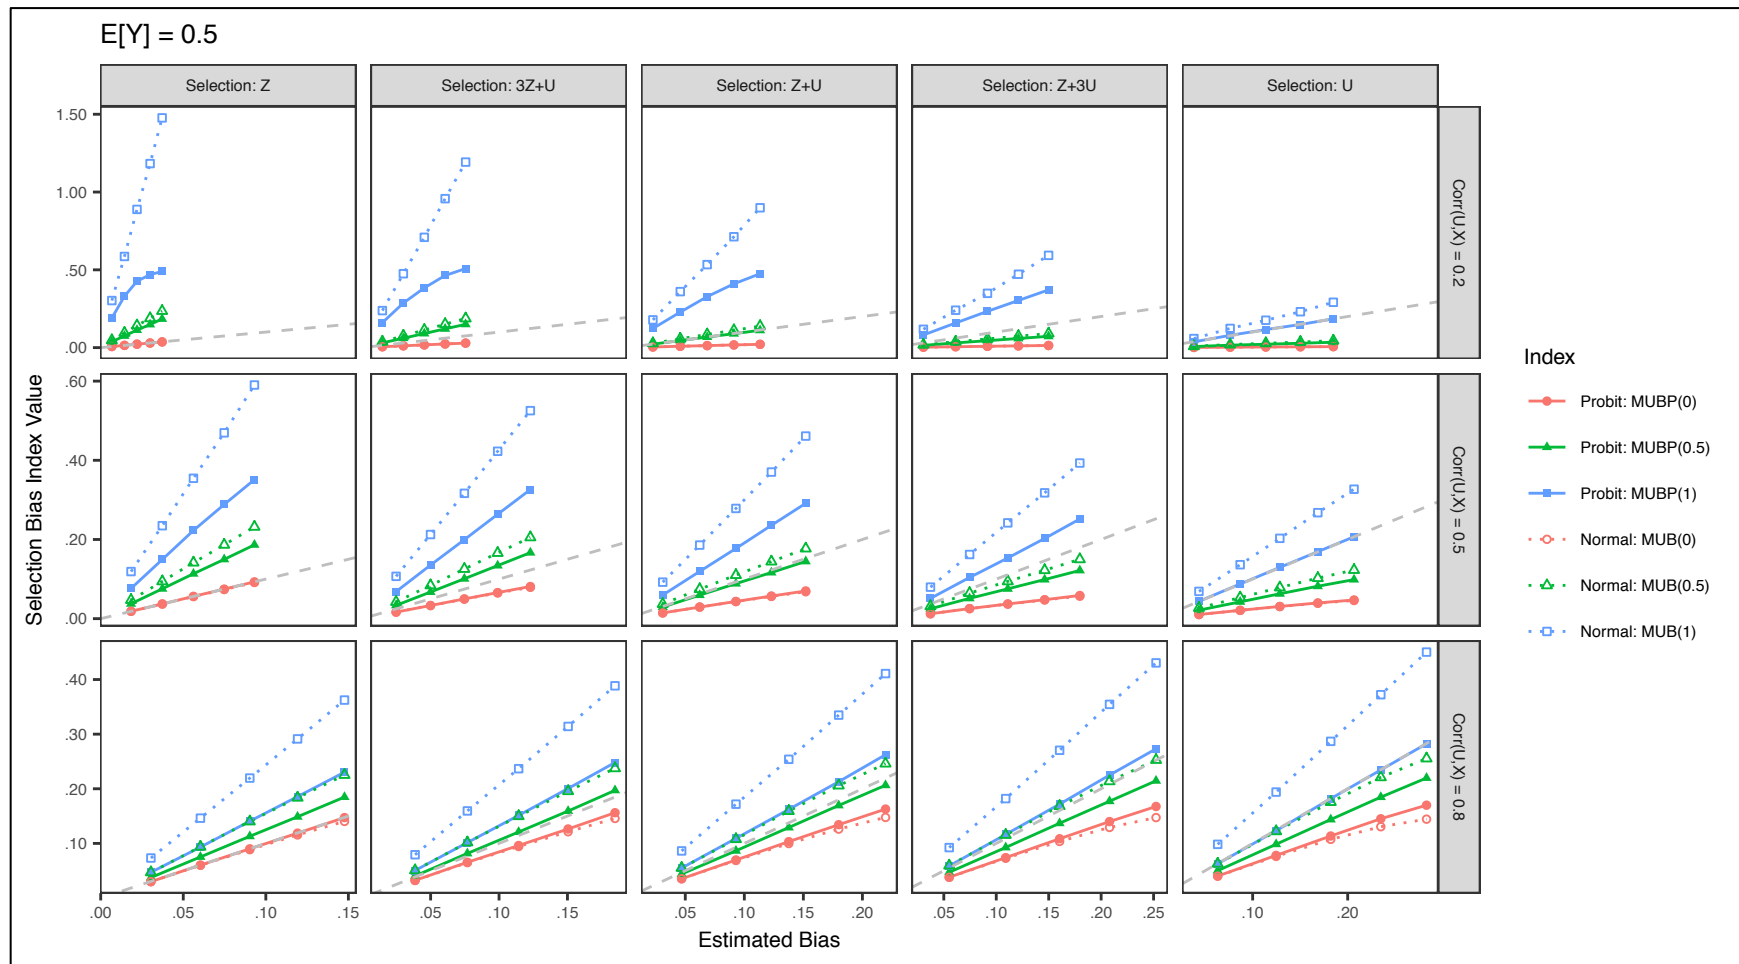 E[Y] = 0.5
Selection: Z
Selection: 3Z+U
Selection: Z+U
Selection: Z+3U
Selection: U
1.50
1.00
.50
.00
Corr(U,X) = 0.2
.60
.40
.20
.00
Corr(U,X) = 0.5
.40
.30
.20
.10
Corr(U,X) = 0.8
.00 .05 .10 .15
.05 .10 .15
.05 .10 .15 .20
.05 .10 .15 .20 .25
.10 .20
Estimated Bias
Selection Bias Index Value
Index
Probit: MUBP(0)
Probit: MUBP(0.5)
Probit: MUBP(1)
Normal: MUB(0)
Normal: MUB(0.5)
Normal: MUB(1)